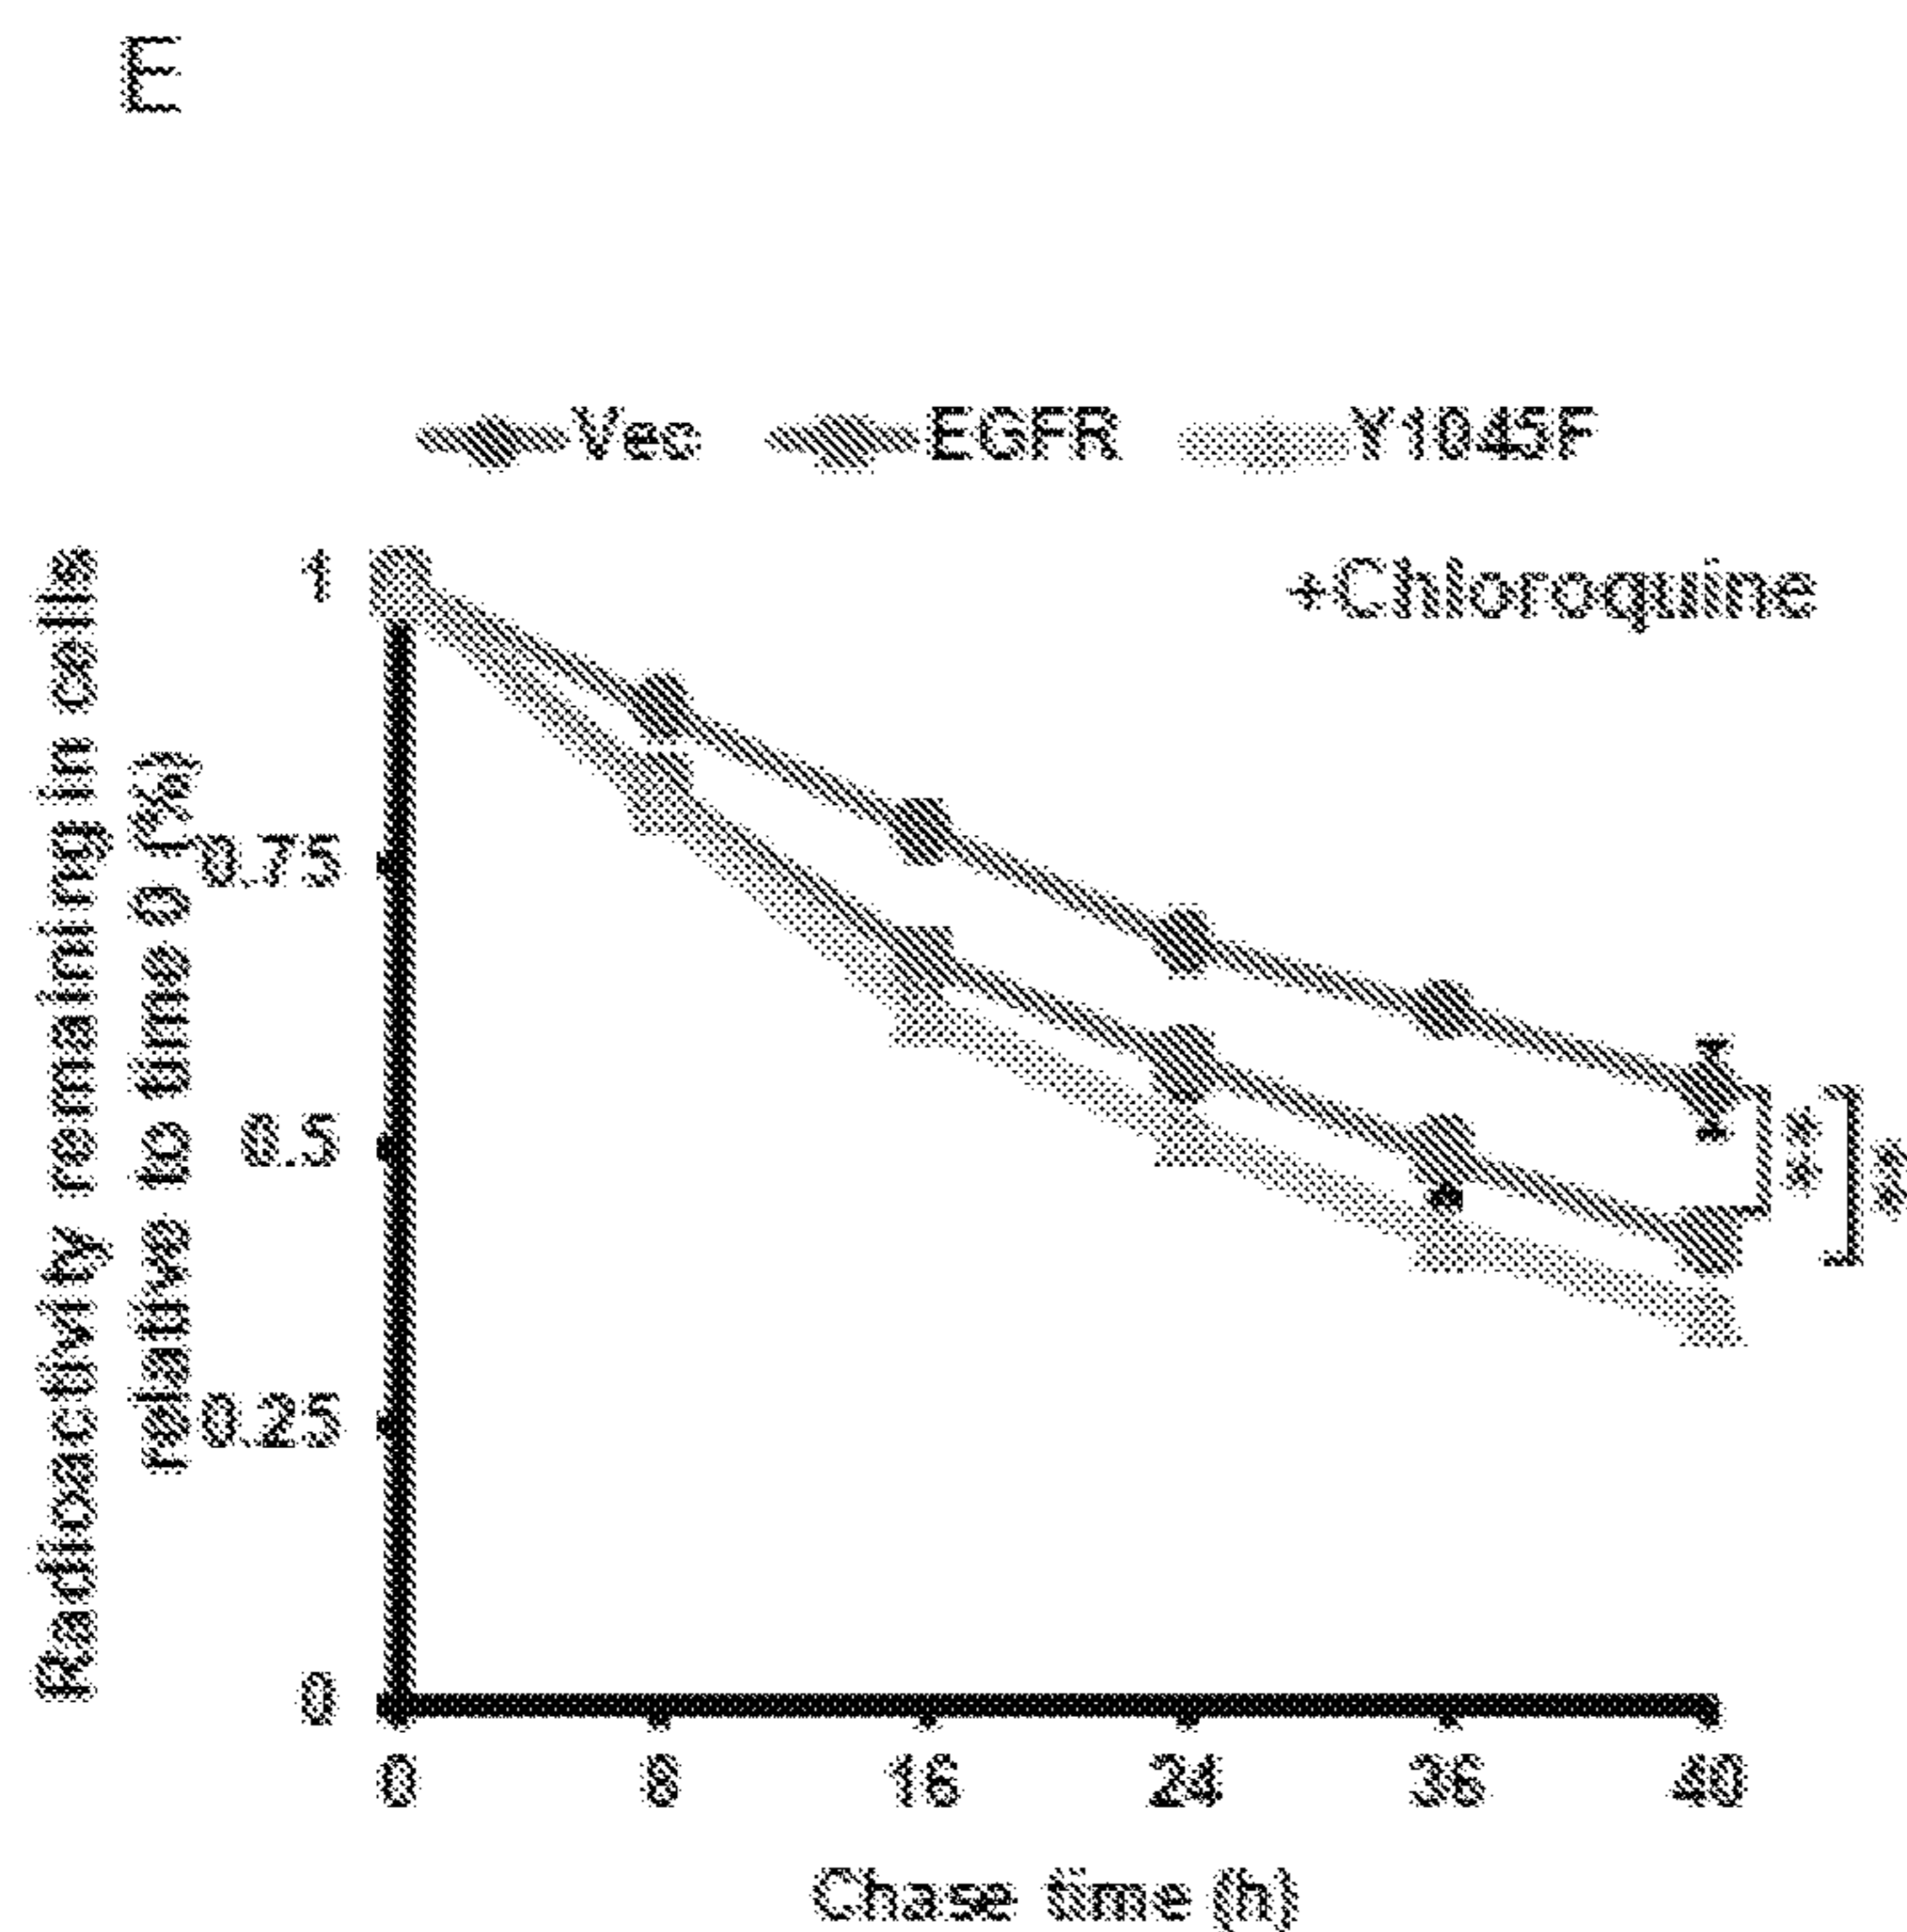 E
Vec EGFR Y1045F
+Chloroquine
Radioactivity remaining in cells
relative to time 0 (%)
1
0.75
0.5
0.25
0
**
**
0 8 16 24 36 40
Chase time (h)